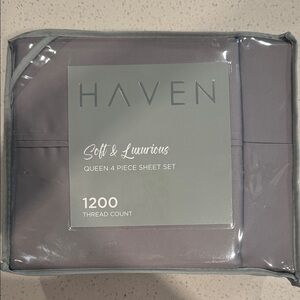 HAVEN
Soft & Luxurious
QUEEN 4 PIECE SHEET SET
1200
THREAD COUNT